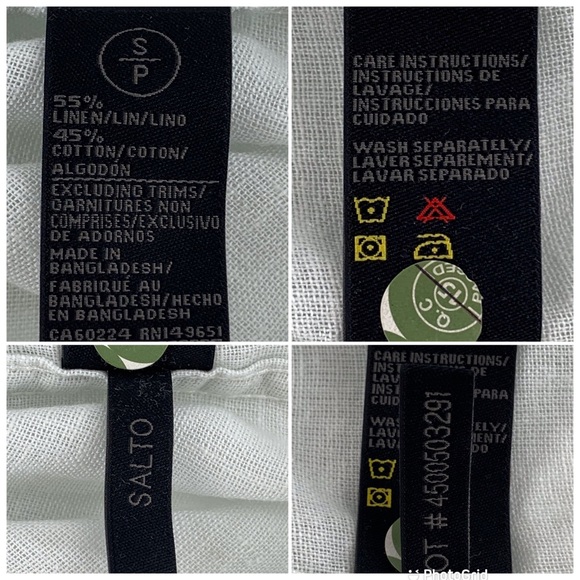 S
P
55%
LINEN/LIN/LINO
45%
COTTON/COTON/
ALGODÓN
EXCLUDING TRIMS/
GARNITURES NON
COMPRISES/EXCLUSIVO
DE ADORNOS
MADE IN
BANGLADESH/
FABRIQUÉ AU
BANGLADESH/HECHO
EN BANGLADESH
CA60224 RN149651
CARE INSTRUCTIONS/
INSTRUCTIONS DE
LAVAGE/
INSTRUCCIONES PARA
CUIDADO
WASH SEPARATELY/
LAVER SEPAREMENT/
LAVAR SEPARADO
Q.C
SALTO
CARE INSTRUCTIONS/
OT # 4500503291
PhotoGrid